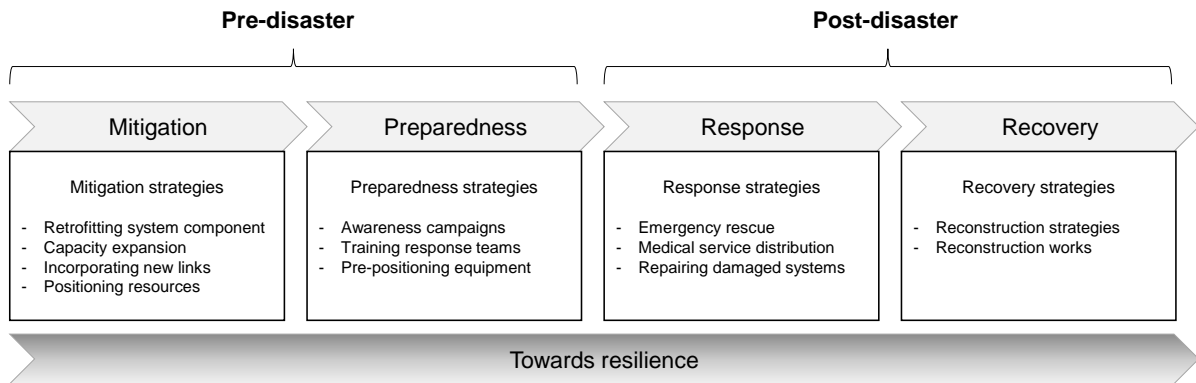 Pre-disaster
Post-disaster
Mitigation
Preparedness
Response
Recovery
Mitigation strategies
- Retrofitting system component
- Capacity expansion
- Incorporating new links
- Positioning resources
Preparedness strategies
- Awareness campaigns
- Training response teams
- Pre-positioning equipment
Response strategies
- Emergency rescue
- Medical service distribution
- Repairing damaged systems
Recovery strategies
- Reconstruction strategies
- Reconstruction works
Towards resilience